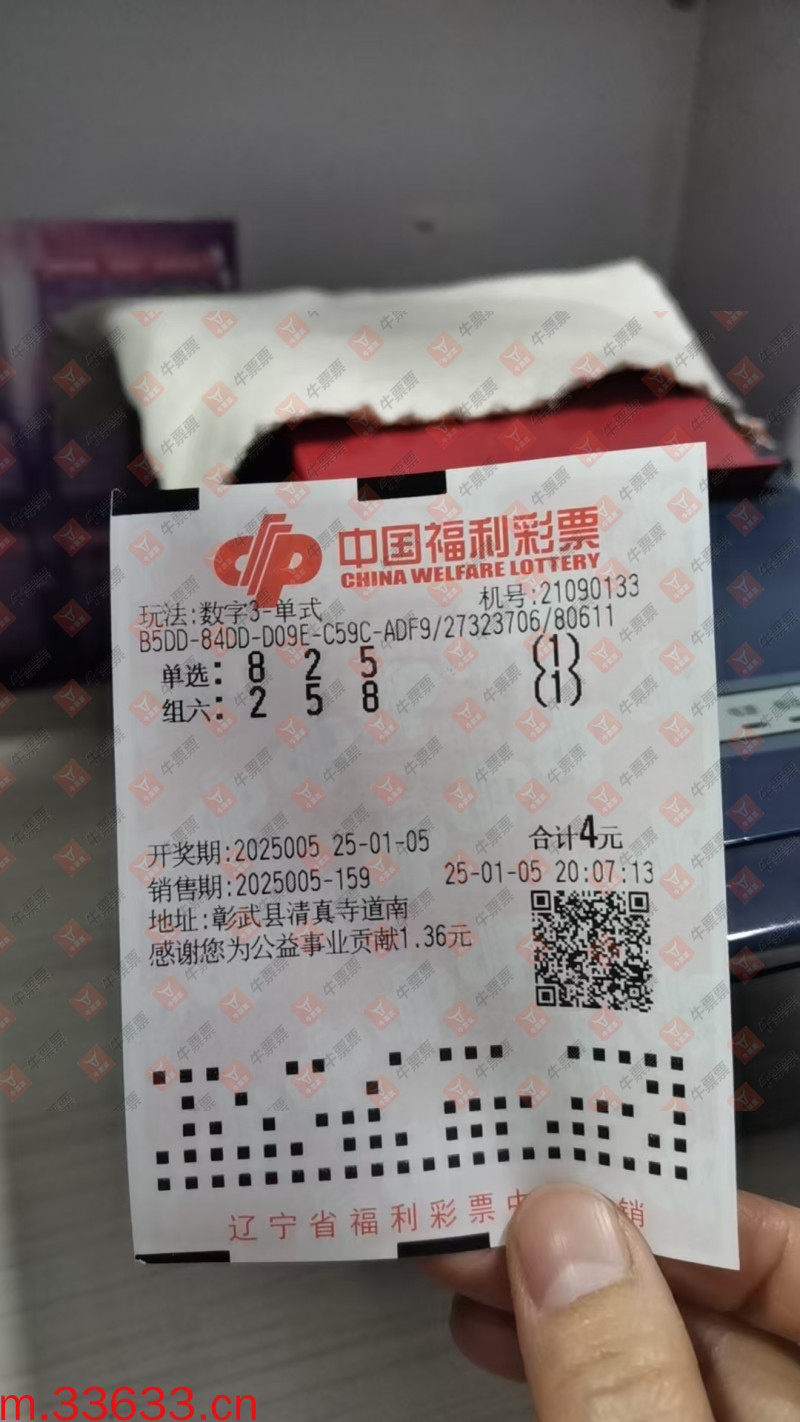 中国福利彩票
CHINA WELFARE LOTTERY
玩法:数字3-单式 机号:21090133
B5DD-84DD-D09E-C59C-ADF9/27323706/80611
单选: 8 2 5 (1)
组六: 2 5 8 (1)
合计4元
开奖期:2025005 25-01-05
销售期:2025005-159 25-01-05 20:07:13
地址:彰武县清真寺道南
感谢您为公益事业贡献1.36元
辽宁省福利彩票 销
牛票票
m.33633.cn